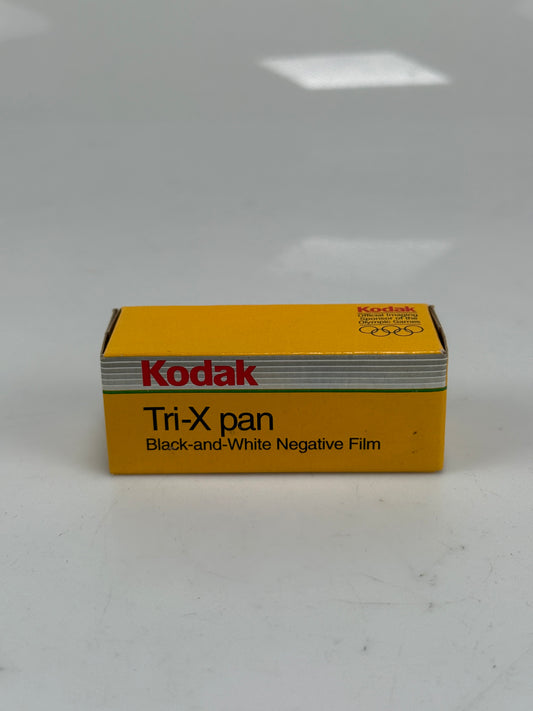 Kodak
Official Imaging
Sponsor of the
Olympic Games
Kodak
Tri-X pan
Black-and-White Negative Film